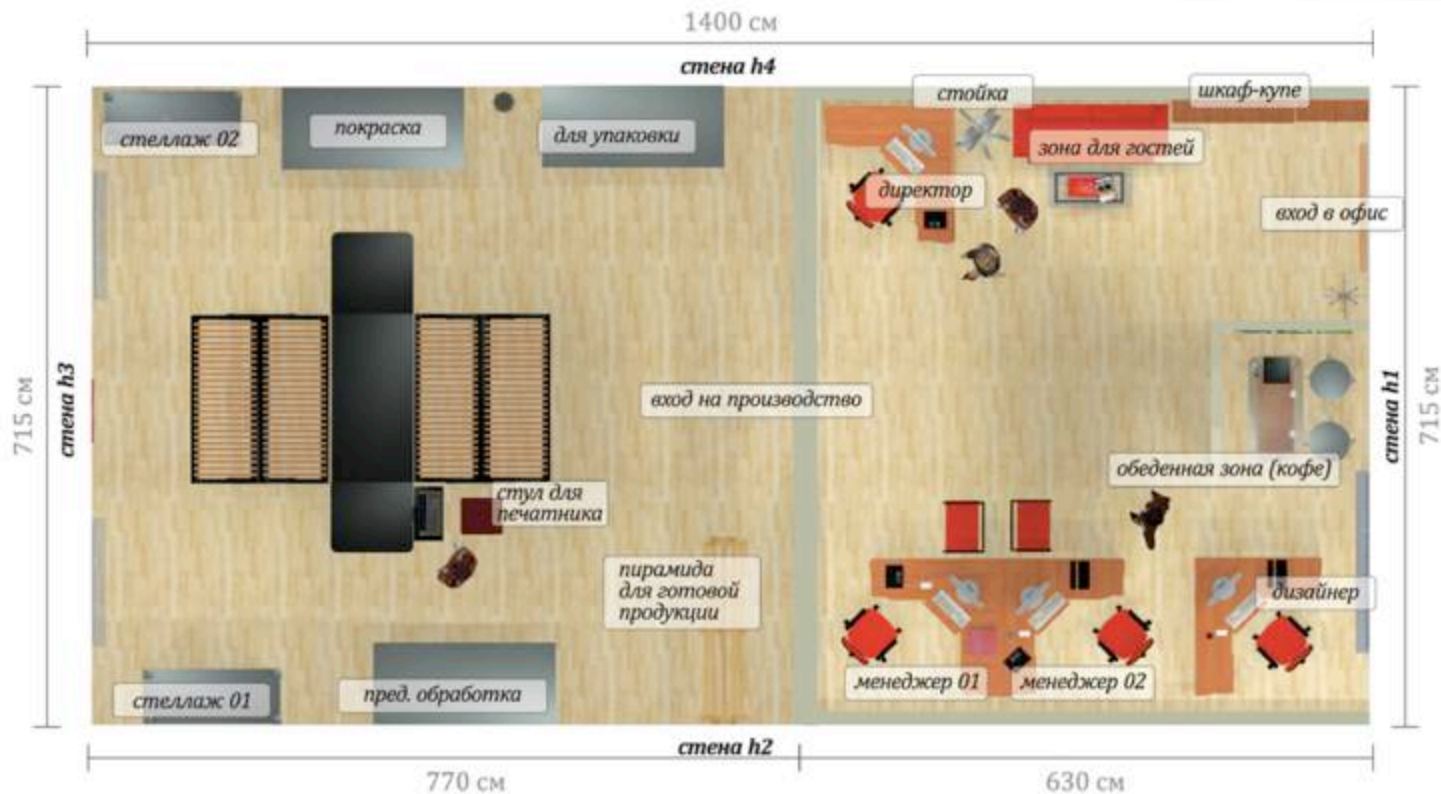 1400 см
стена h4
стойка
шкаф-купе
стеллаж 02
покраска
для упаковки
зона для гостей
директор
вход в офис
715 см
стена h3
вход на производство
стена h1
715 см
обеденная зона (кофе)
стул для
печатника
пирамида
для готовой
продукции
дизайнер
стеллаж 01
пред. обработка
менеджер 01
менеджер 02
стена h2
770 см
630 см